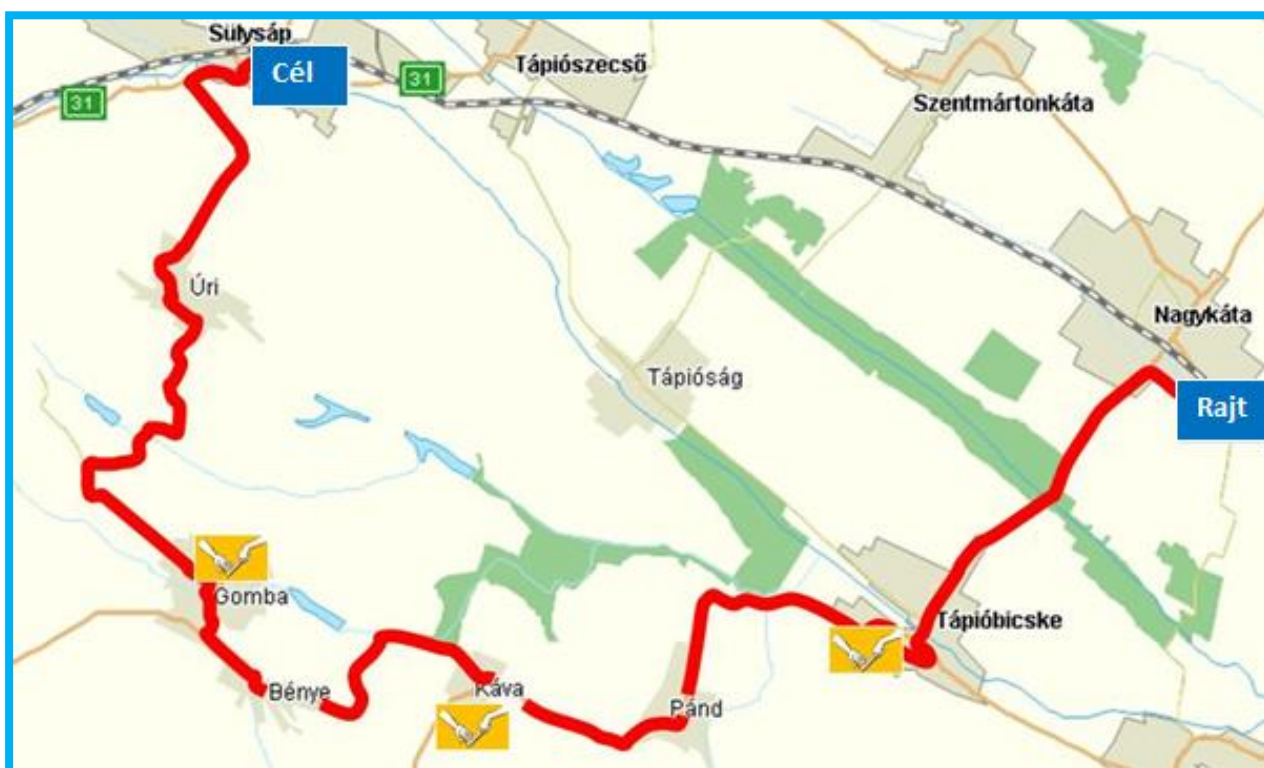 Sülysáp
Cél
31
31
Tápiószecső
Szentmártonkáta
Úri
Nagykáta
Tápióság
Rajt
Gomba
Tápióbicske
Bénye
Káva
Pánd